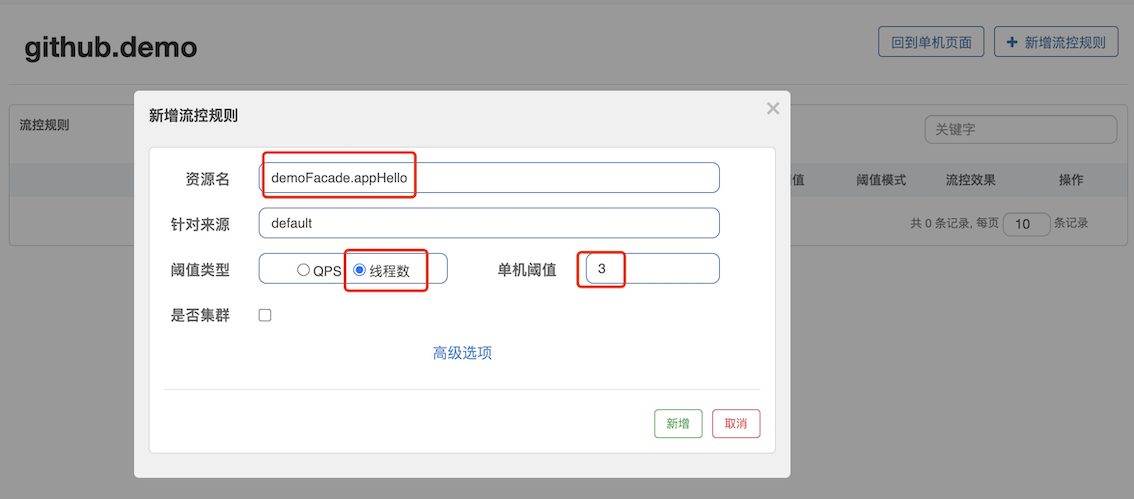 github.demo
回到单机页面
+ 新增流控规则
流控规则
关键字
值
阈值模式
流控效果
操作
共 0 条记录, 每页 10 条记录
新增流控规则
×
资源名 demoFacade.appHello
针对来源 default
阈值类型 QPS 线程数 单机阈值 3
是否集群
高级选项
新增
取消